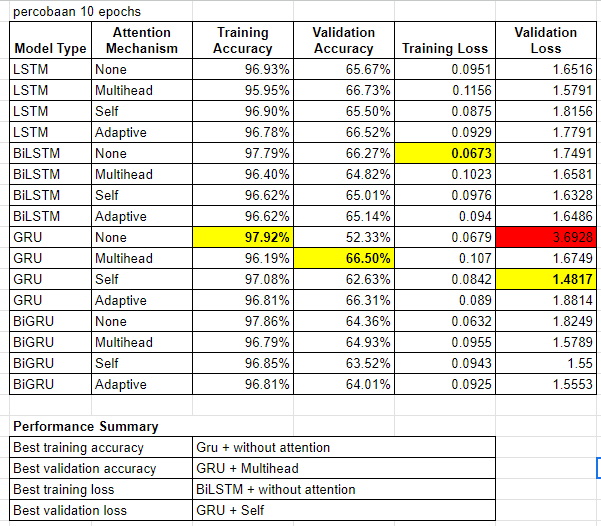 percobaan 10 epochs
Model Type Attention Mechanism Training Accuracy Validation Accuracy Training Loss Validation Loss
LSTM None 96.93% 65.67% 0.0951 1.6516
LSTM Multihead 95.95% 66.73% 0.1156 1.5791
LSTM Self 96.90% 65.50% 0.0875 1.8156
LSTM Adaptive 96.78% 66.52% 0.0929 1.7791
BiLSTM None 97.79% 66.27% 0.0673 1.7491
BiLSTM Multihead 96.40% 64.82% 0.1023 1.6581
BiLSTM Self 96.62% 65.01% 0.0976 1.6328
BiLSTM Adaptive 96.62% 65.14% 0.094 1.6486
GRU None 97.92% 52.33% 0.0679 3.6928
GRU Multihead 96.19% 66.50% 0.107 1.6749
GRU Self 97.08% 62.63% 0.0842 1.4817
GRU Adaptive 96.81% 66.31% 0.089 1.8814
BiGRU None 97.86% 64.36% 0.0632 1.8249
BiGRU Multihead 96.79% 64.93% 0.0955 1.5789
BiGRU Self 96.85% 63.52% 0.0943 1.55
BiGRU Adaptive 96.81% 64.01% 0.0925 1.5553
Performance Summary
Best training accuracy Gru + without attention
Best validation accuracy GRU + Multihead
Best training loss BiLSTM + without attention
Best validation loss GRU + Self